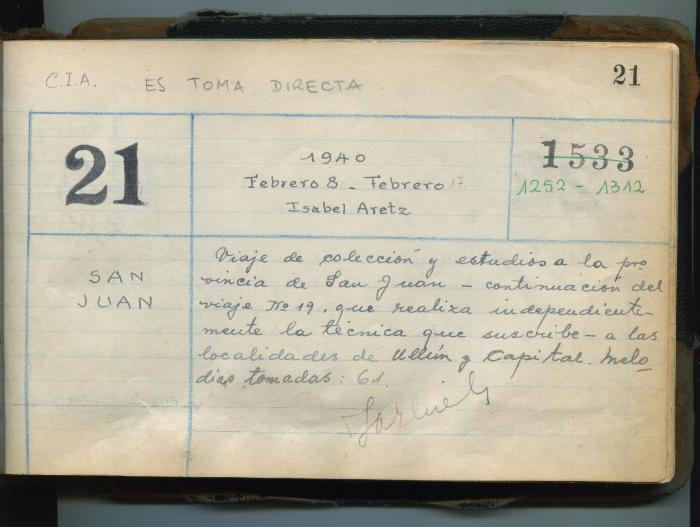 C.I.A. ES TOMA DIRECTA
21
21
1940
Febrero 8 - Febrero 17
Isabel Aretz
1533
1252 - 1312
SAN
JUAN
Viaje de colección y estudios a la pro
vincia de San Juan - continuación del
viaje Nº 19, que realiza independiente-
mente la técnica que suscribe - a las
localidades de Ullún y Capital. Melo-
días tomadas: 61.